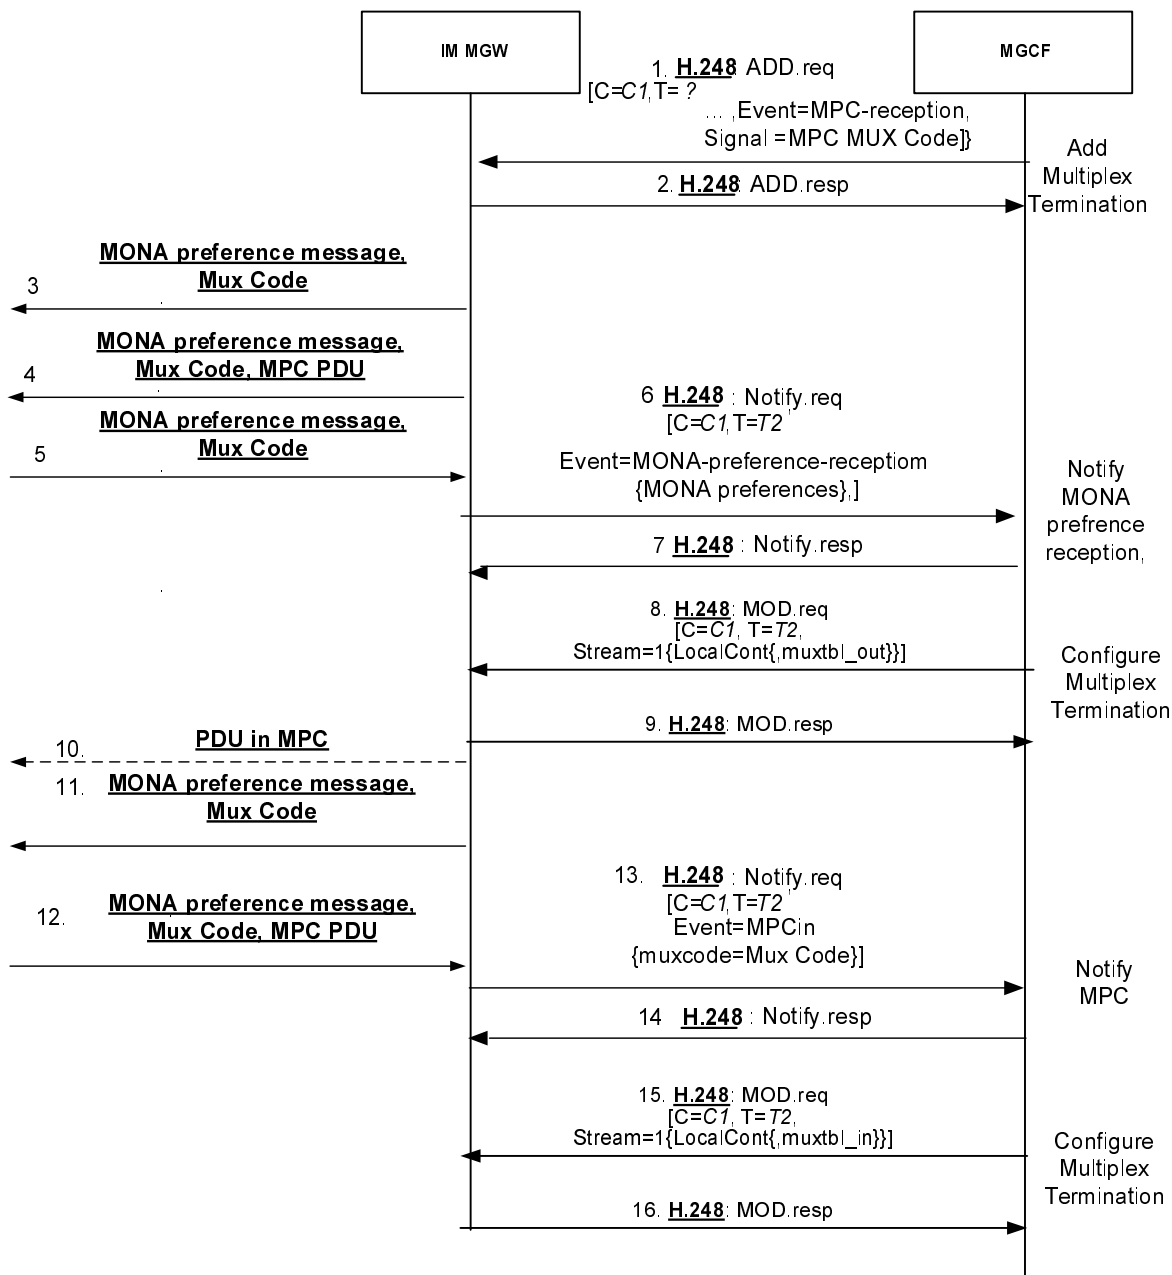 IM MGW
MGCF
1. H.248: ADD.req
[C=C1,T= ?
... ,Event=MPC-reception,
Signal =MPC MUX Code]}
Add
Multiplex
Termination
2. H.248: ADD.resp
MONA preference message,
Mux Code
3
MONA preference message,
Mux Code, MPC PDU
4
MONA preference message,
Mux Code
5
6 H.248 : Notify.req
[C=C1,T=T2,
Event=MONA-preference-receptiom
{MONA preferences},]
Notify
MONA
prefrence
reception,
7 H.248 : Notify.resp
8. H.248: MOD.req
[C=C1, T=T2,
Stream=1{LocalCont{,muxtbl_out}}]
Configure
Multiplex
Termination
9. H.248: MOD.resp
10. PDU in MPC
11. MONA preference message,
Mux Code
12. MONA preference message,
Mux Code, MPC PDU
13. H.248 : Notify.req
[C=C1,T=T2,
Event=MPCin
{muxcode=Mux Code}]
Notify
MPC
14 H.248 : Notify.resp
15. H.248: MOD.req
[C=C1, T=T2,
Stream=1{LocalCont{,muxtbl_in}}]
Configure
Multiplex
Termination
16. H.248: MOD.resp